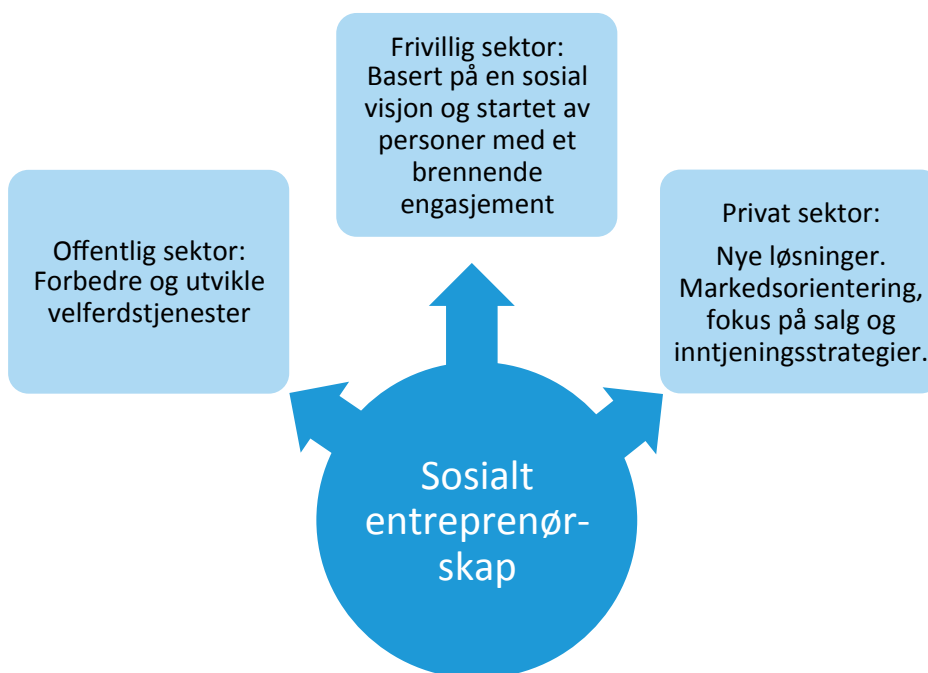 Frivillig sektor:
Basert på en sosial
visjon og startet av
personer med et
brennende
engasjement
Offentlig sektor:
Forbedre og utvikle
velferdstjenester
Privat sektor:
Nye løsninger.
Markedsorientering,
fokus på salg og
inntjeningsstrategier.
Sosialt
entreprenør-
skap